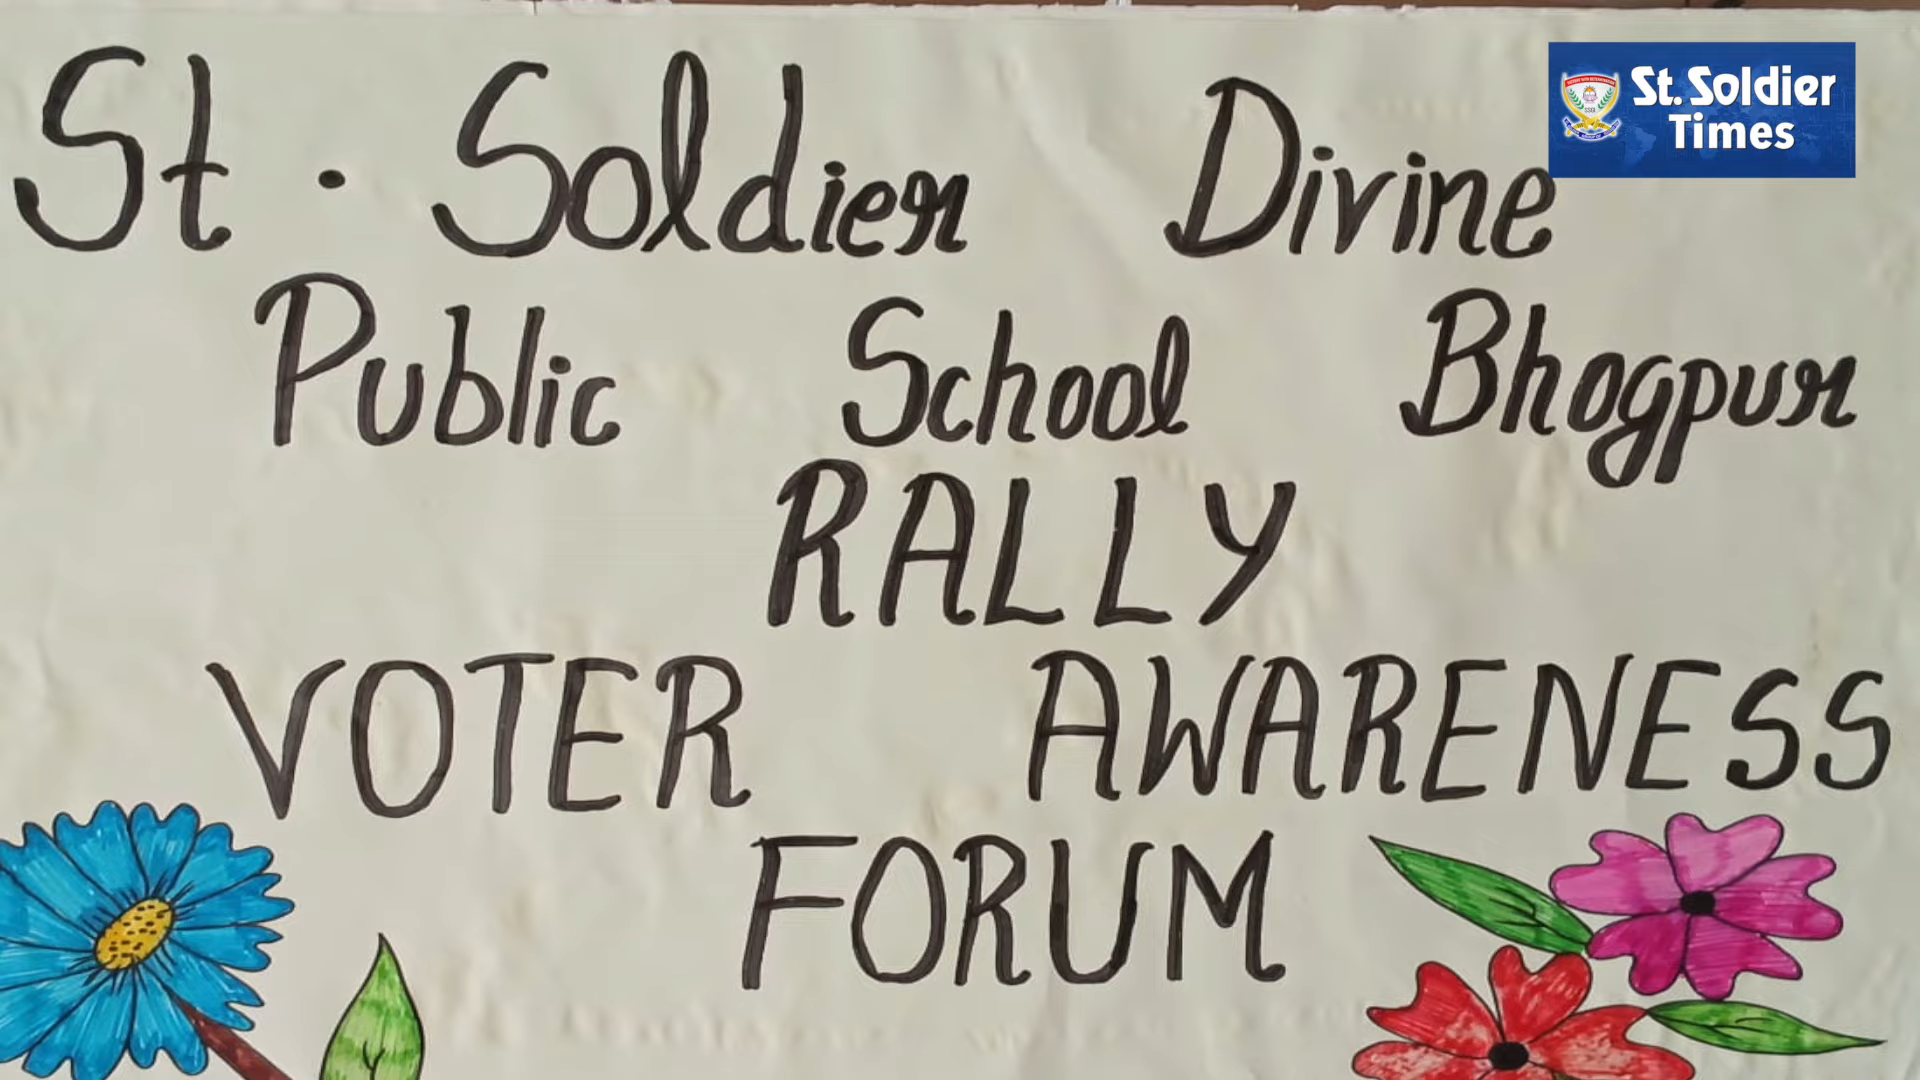 St. Soldier Divine
Public School Bhogpur
RALLY
VOTER AWARENESS
FORUM
St. Soldier
Times